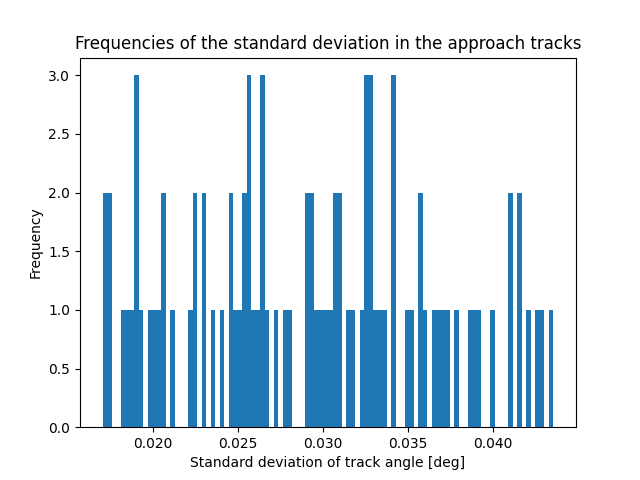 Frequencies of the standard deviation in the approach tracks
3.0
2.5
2.0
1.5
1.0
0.5
0.0
Frequency
0.020 0.025 0.030 0.035 0.040
Standard deviation of track angle [deg]